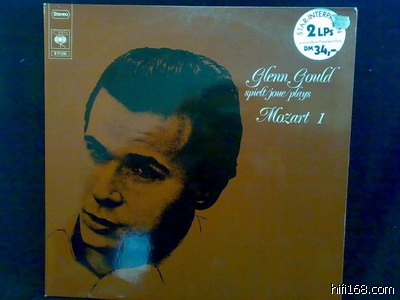 Stereo
CBS
STAR-INTERPRETEN
2 LPs
DM 34,-
Glenn Gould
spielt/joue/plays
Mozart 1
hifi168.com